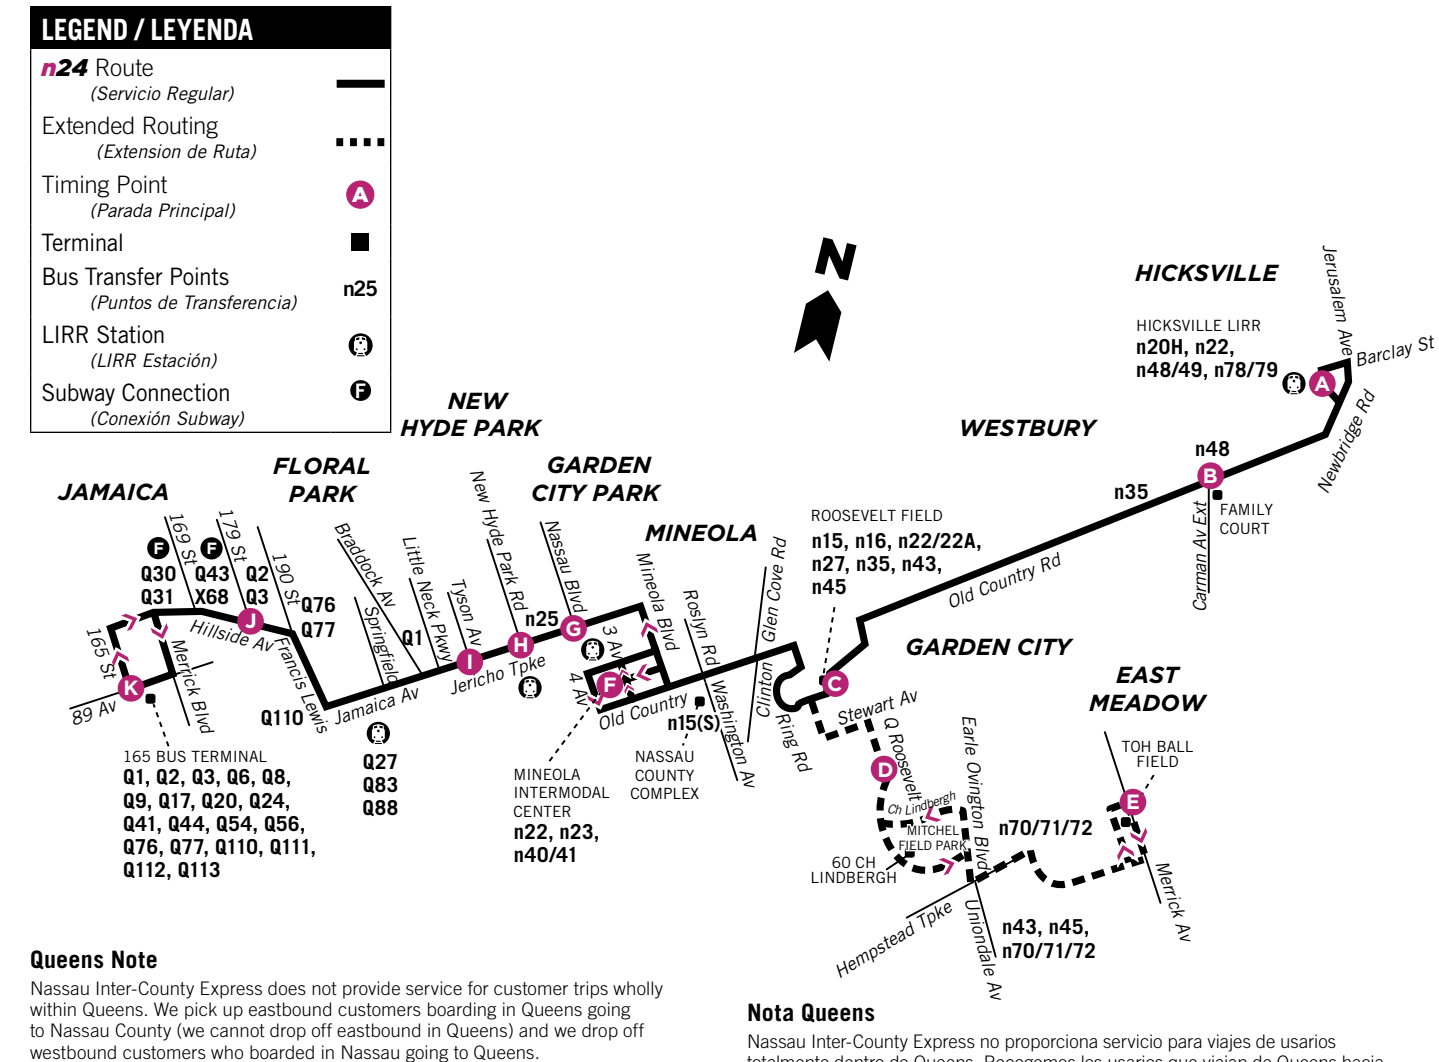 LEGEND / LEYENDA
n24 Route
(Servicio Regular)
Extended Routing
(Extension de Ruta)
Timing Point
(Parada Principal)
A
Terminal
Bus Transfer Points
(Puntos de Transferencia)
n25
LIRR Station
(LIRR Estación)
Subway Connection
(Conexión Subway)
F
N
HICKSVILLE
HICKSVILLE LIRR
n20H, n22,
n48/49, n78/79
A
Jerusalem Ave
Barclay St
Newbridge Rd
WESTBURY
n48
B
n35
FAMILY
COURT
Carman Av Ext
Old Country Rd
NEW
HYDE PARK
FLORAL
PARK
GARDEN
CITY PARK
JAMAICA
MINEOLA
ROOSEVELT FIELD
n15, n16, n22/22A,
n27, n35, n43,
n45
169 St
179 St
190 St
F
F
Q30
Q31
Q43
X68
Q2
Q3
Q76
Q77
J
Hillside Av
165 St
Merrick Blvd
K
89 Av
Francis Lewis
Q110
Jamaica Av
Braddock Av
Springfield
Little Neck Pkwy
Q1
Tyson Av
I
New Hyde Park Rd
H
n25
Nassau Blvd
G
Jericho Tpke
3 Av
4 Av
F
Mineola Blvd
Old Country
Roslyn Rd
Washington Av
n15(S)
Clinton
Glen Cove Rd
Ring Rd
C
GARDEN CITY
Stewart Av
D
Q Roosevelt
Ch Lindbergh
Earle Ovington Blvd
MITCHEL
FIELD PARK
60 CH
LINDBERGH
n70/71/72
EAST
MEADOW
TOH BALL
FIELD
E
Merrick Av
Hempstead Tpke
Uniondale Av
n43, n45,
n70/71/72
165 BUS TERMINAL
Q1, Q2, Q3, Q6, Q8,
Q9, Q17, Q20, Q24,
Q41, Q44, Q54, Q56,
Q76, Q77, Q110, Q111,
Q112, Q113
Q27
Q83
Q88
MINEOLA
INTERMODAL
CENTER
n22, n23,
n40/41
NASSAU
COUNTY
COMPLEX
Queens Note
Nassau Inter-County Express does not provide service for customer trips wholly
within Queens. We pick up eastbound customers boarding in Queens going
to Nassau County (we cannot drop off eastbound in Queens) and we drop off
westbound customers who boarded in Nassau going to Queens.
Nota Queens
Nassau Inter-County Express no proporciona servicio para viajes de usarios
totalmente dentro de Queens. Recogemos los usarios que viajan de Queens hacia